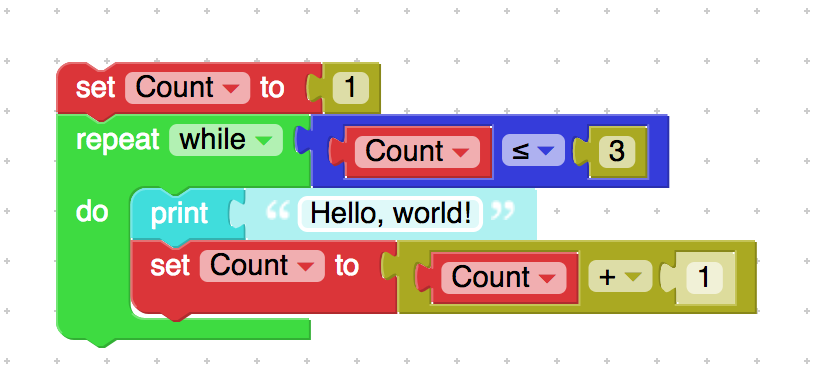 set Count to 1
repeat while Count ≤ 3
do print “ Hello, world! ”
set Count to Count + 1